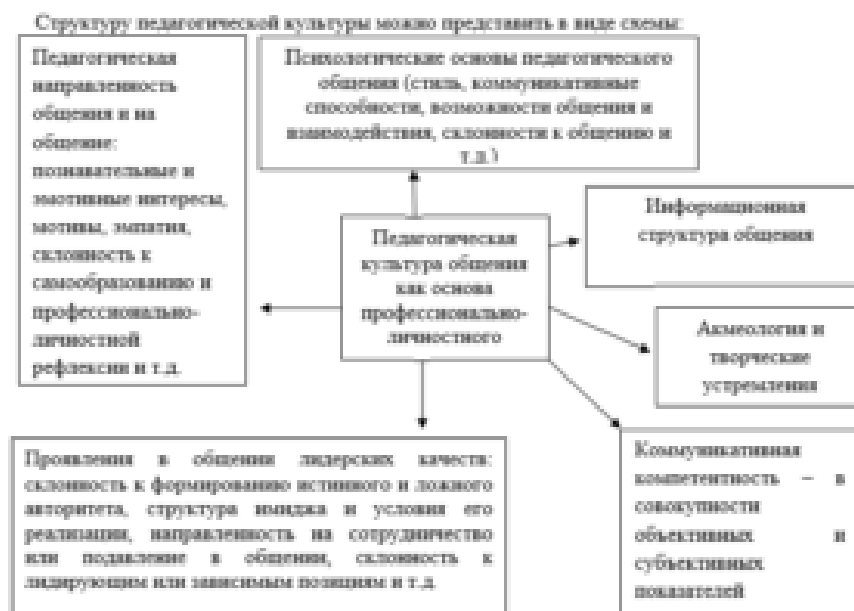 Структуру педагогической культуры можно представить в виде схемы:
Педагогическая
направленность
общения и на
общение:
познавательные и
эмотивные интересы,
мотивы, эмпатия,
склонность к
самообразованию и
профессионально-
личностной
рефлексии и т.д.
Психологические основы педагогического
общения (стиль, коммуникативные
способности, возможности общения и
взаимодействия, склонности к общению и
т.д.)
Информационная
структура общения
Педагогическая
культура общения
как основа
профессионально-
личностного
Акмеология и
творческие
устремления
Проявления в общении лидерских качеств:
склонность к формированию истинного и ложного
авторитета, структура имиджа и условия его
реализации, направленность на сотрудничество
или подавление в общении, склонность к
лидирующим или зависимым позициям и т.д.
Коммуникативная
компетентность – в
совокупности
объективных и
субъективных
показателей